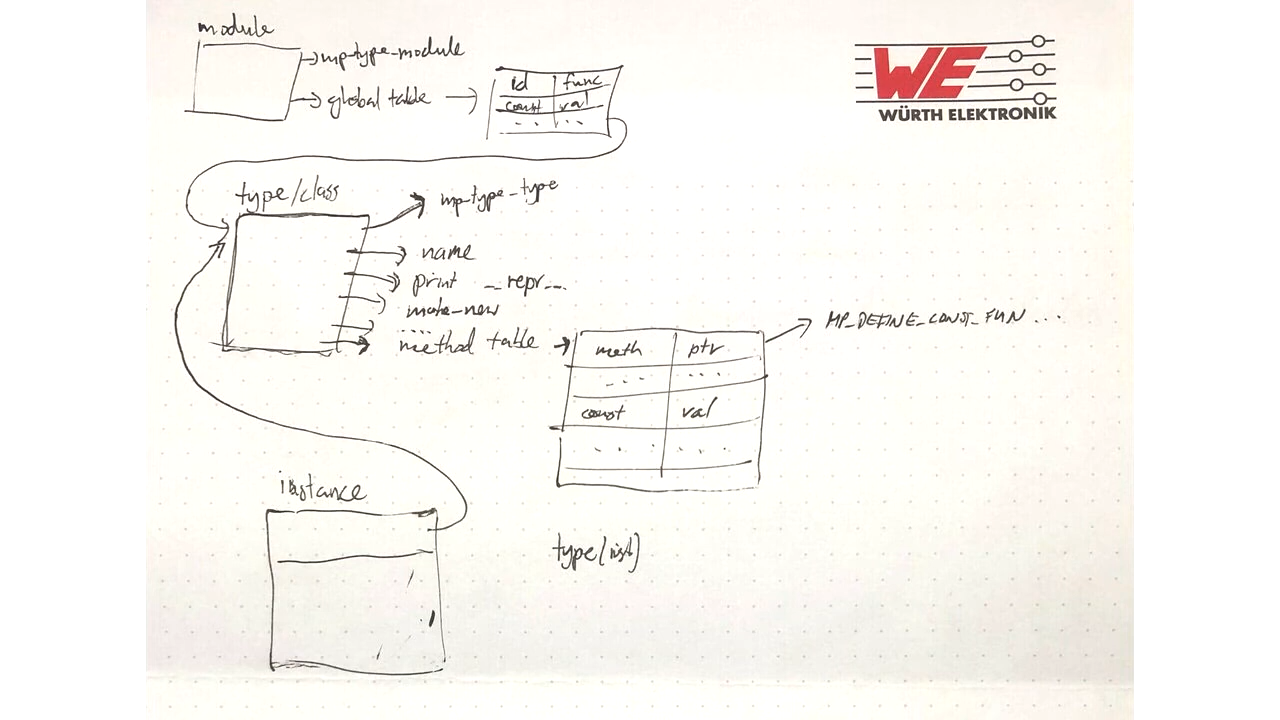 module
mp-type-module
global table
id func
const val
.. ..
WE
WÜRTH ELEKTRONIK
type/class
mp-type-type
name
print __repr__
make-new
....
method table
meth ptr
... ....
const val
... ...
MP_DEFINE_CONST_FUN ...
instance
type(